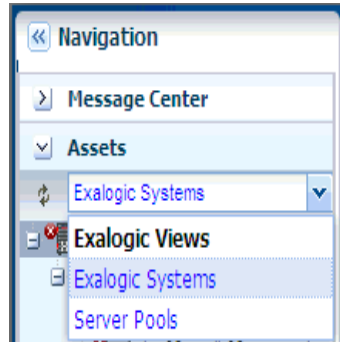 Navigation
Message Center
Assets
Exalogic Systems
Exalogic Views
Exalogic Systems
Server Pools